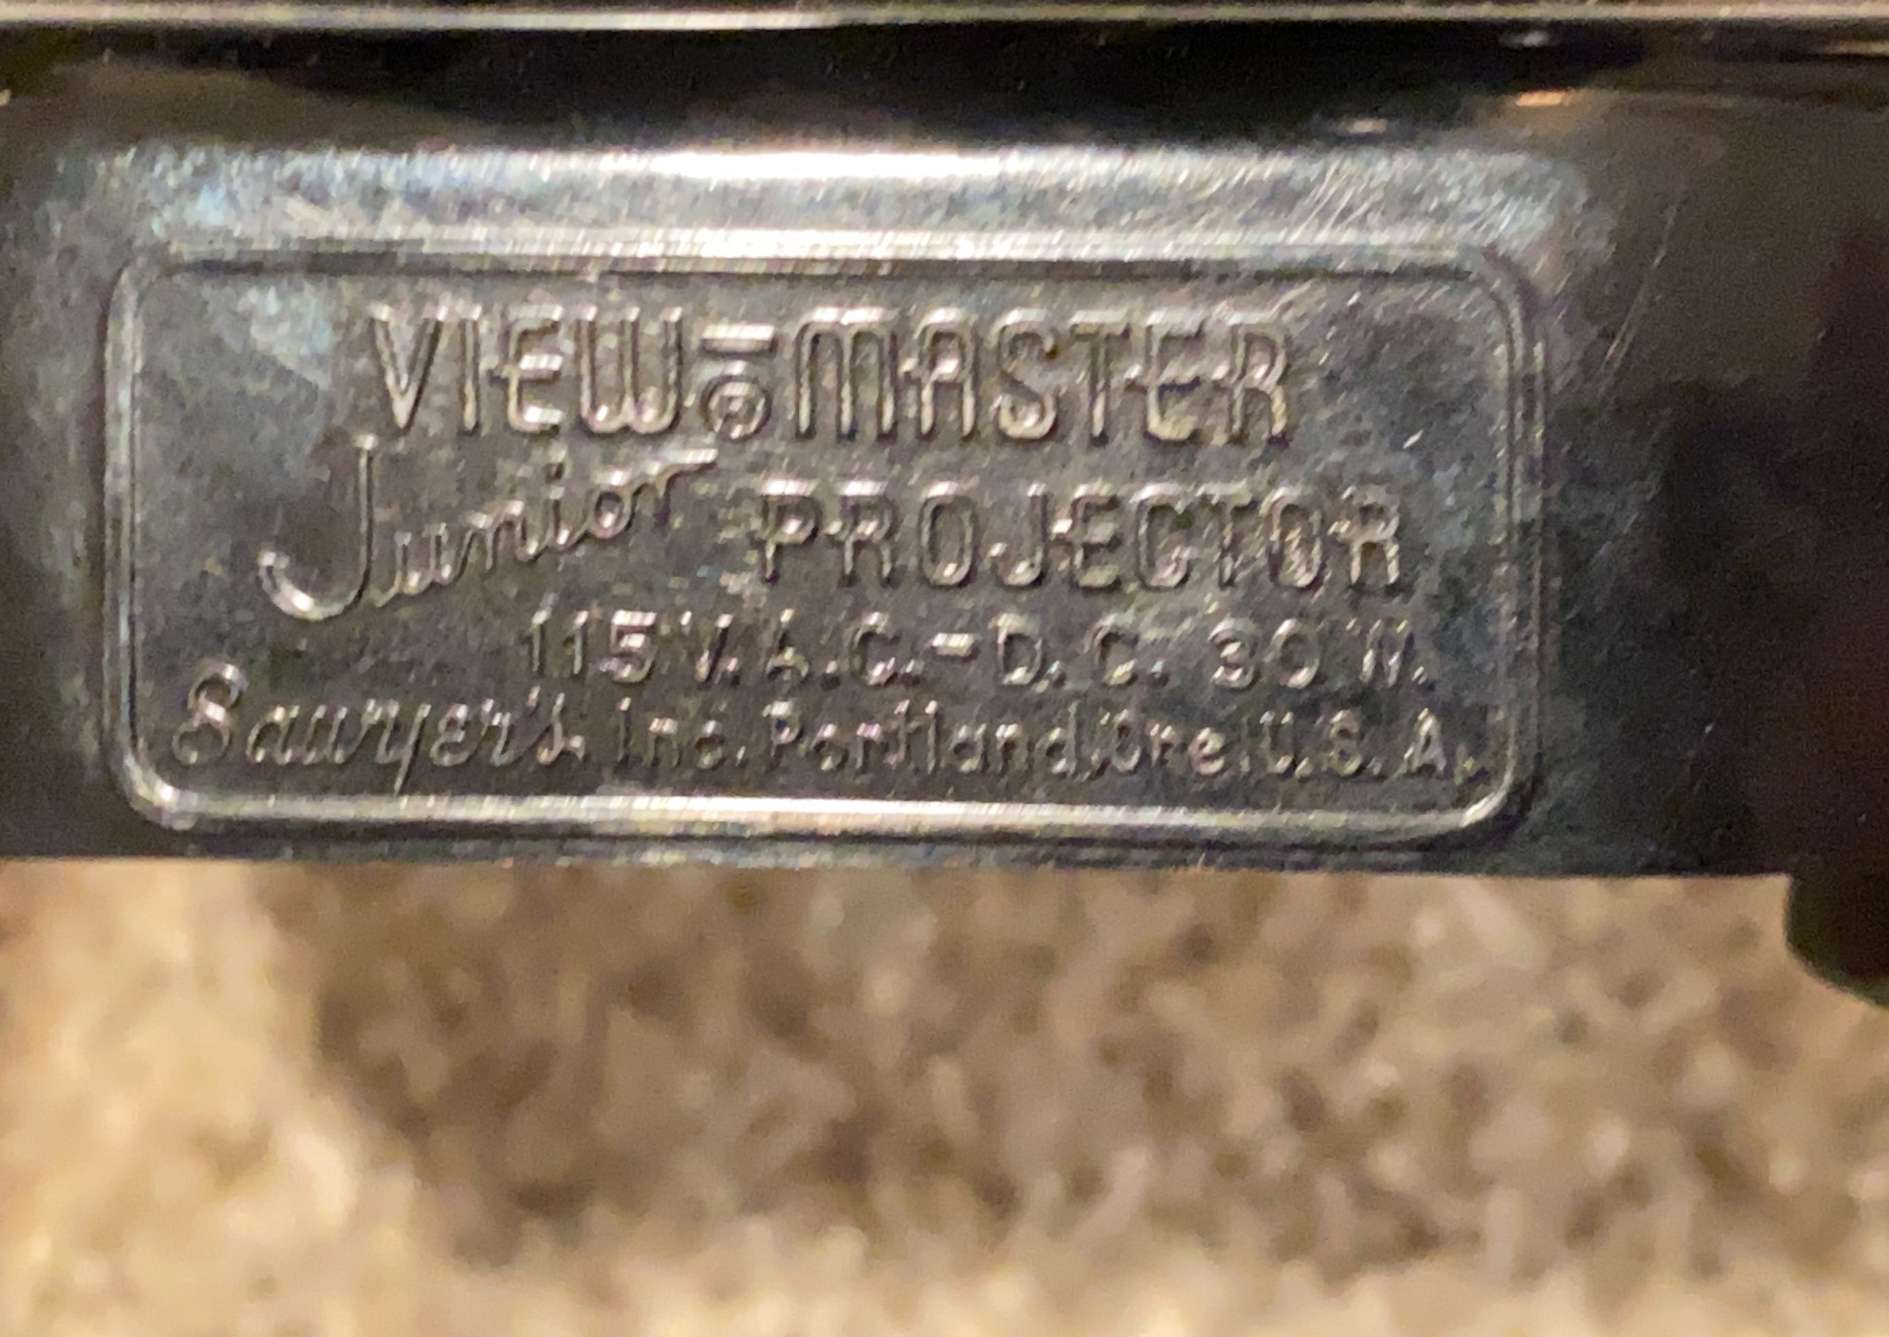 VIEW-MASTER
Junior PROJECTOR
115 V. A.C.-D.C. 30 W.
Sawyer's. Inc. Portland, Ore. U.S.A.